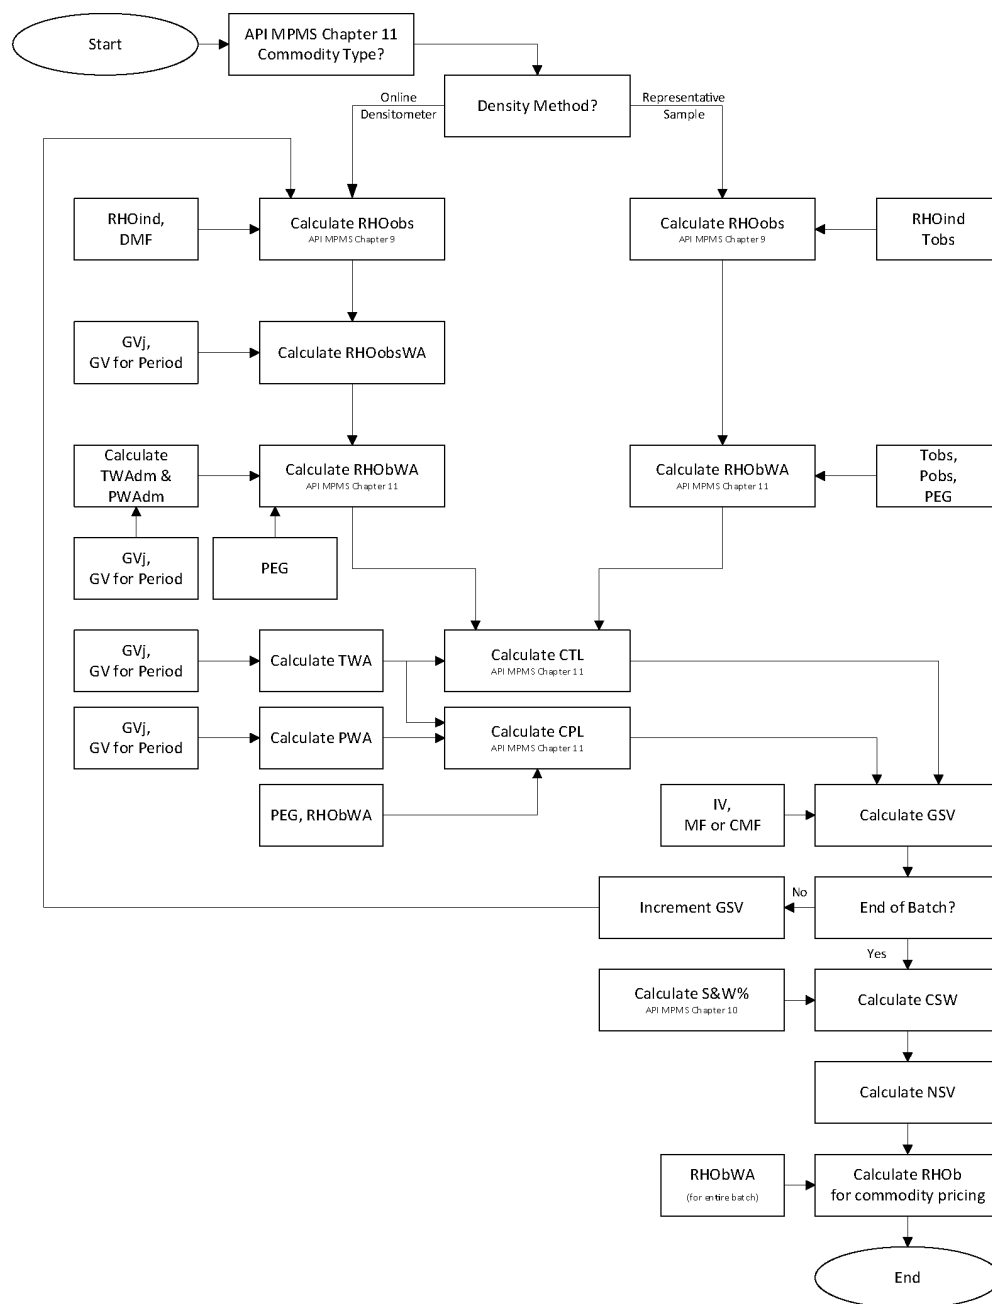 Start
API MPMS Chapter 11
Commodity Type?
Density Method?
Online
Densitometer
Representative
Sample
RHOind,
DMF
Calculate RHOobs
API MPMS Chapter 9
Calculate RHOobs
API MPMS Chapter 9
RHOind
Tobs
GVj,
GV for Period
Calculate RHOobsWA
Calculate
TWAdm &
PWAdm
Calculate RHObWA
API MPMS Chapter 11
Calculate RHObWA
API MPMS Chapter 11
Tobs,
Pobs,
PEG
GVj,
GV for Period
PEG
GVj,
GV for Period
Calculate TWA
Calculate CTL
API MPMS Chapter 11
GVj,
GV for Period
Calculate PWA
Calculate CPL
API MPMS Chapter 11
PEG, RHObWA
IV,
MF or CMF
Calculate GSV
Increment GSV
No
End of Batch?
Yes
Calculate S&W%
API MPMS Chapter 10
Calculate CSW
Calculate NSV
RHObWA
(for entire batch)
Calculate RHOb
for commodity pricing
End